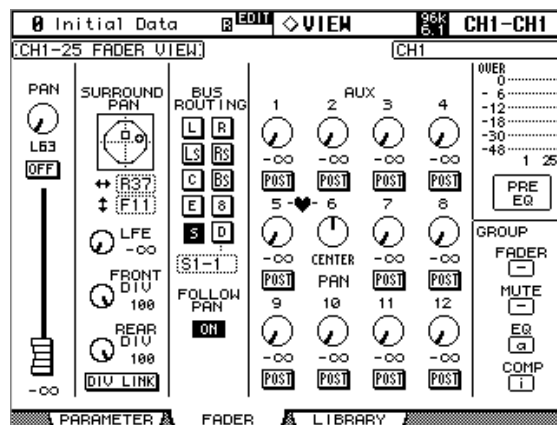 0 Initial Data EDIT ◇VIEW 96K 6.1 CH1-CH1
CH1-25 FADER VIEW
CH1
PAN
L63
OFF
-∞
SURROUND
PAN
↔ R37
↕ F11
LFE
-∞
FRONT
DIV
100
REAR
DIV
100
DIV LINK
BUS
ROUTING
L R
Ls Rs
C Bs
E 8
S D
S1-1
FOLLOW
PAN
ON
AUX
1 2 3 4
-∞ -∞ -∞ -∞
POST POST POST POST
5-♥-6 7 8
-∞ CENTER -∞ -∞
POST PAN POST POST
9 10 11 12
-∞ -∞ -∞ -∞
POST POST POST POST
OVER
0
-6
-12
-18
-30
-48
1 25
PRE
EQ
GROUP
FADER
-
MUTE
-
EQ
a
COMP
i
PARAMETER FADER LIBRARY